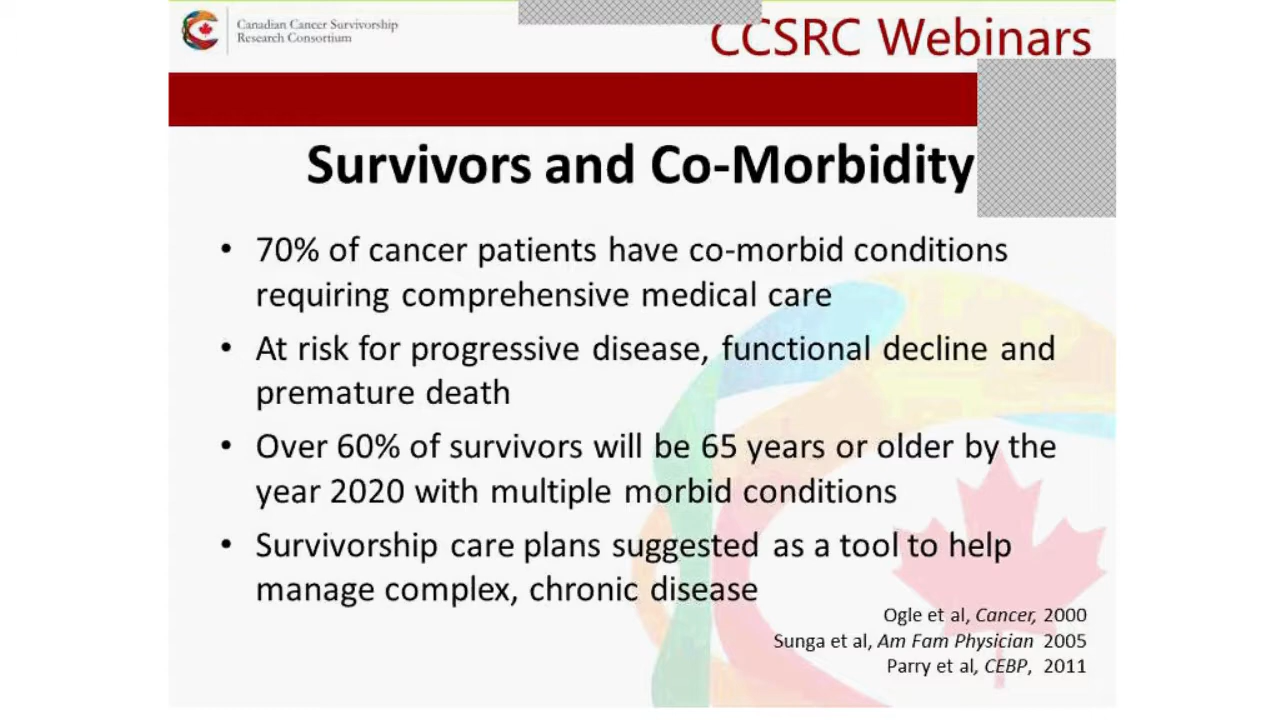 Canadian Cancer Survivorship
Research Consortium
CCSRC Webinars
Survivors and Co-Morbidity
• 70% of cancer patients have co-morbid conditions
requiring comprehensive medical care
• At risk for progressive disease, functional decline and
premature death
• Over 60% of survivors will be 65 years or older by the
year 2020 with multiple morbid conditions
• Survivorship care plans suggested as a tool to help
manage complex, chronic disease
Ogle et al, Cancer, 2000
Sunga et al, Am Fam Physician 2005
Parry et al, CEBP, 2011